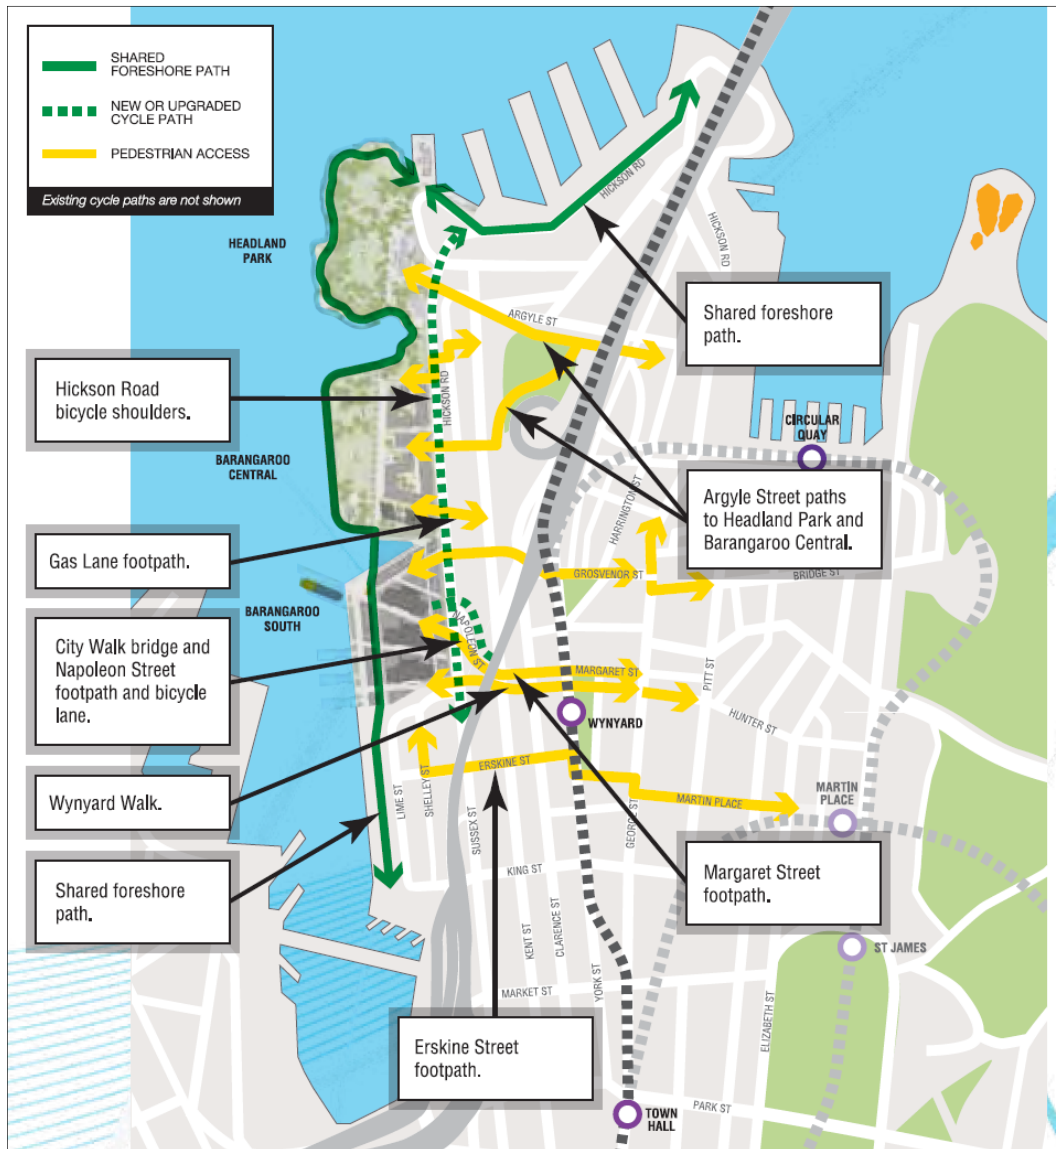 SHARED
FORESHORE PATH
NEW OR UPGRADED
CYCLE PATH
PEDESTRIAN ACCESS
Existing cycle paths are not shown
HICKSON RD
HICKSON RD
HEADLAND
PARK
ARGYLE ST
Shared foreshore
path.
Hickson Road
bicycle shoulders.
HICKSON RD
CIRCULAR
QUAY
BARANGAROO
CENTRAL
HARRINGTON ST
Argyle Street paths
to Headland Park and
Barangaroo Central.
Gas Lane footpath.
GROSVENOR ST
BRIDGE ST
BARANGAROO
SOUTH
NAPOLEON ST
City Walk bridge and
Napoleon Street
footpath and bicycle
lane.
MARGARET ST
PITT ST
HUNTER ST
WYNYARD
ERSKINE ST
Wynyard Walk.
LIME ST
SHELLEY ST
SUSSEX ST
GEORGE ST
MARTIN PLACE
MARTIN
PLACE
KING ST
Shared foreshore
path.
Margaret Street
footpath.
KENT ST
CLARENCE ST
YORK ST
ST JAMES
MARKET ST
ELIZABETH ST
Erskine Street
footpath.
PARK ST
TOWN
HALL